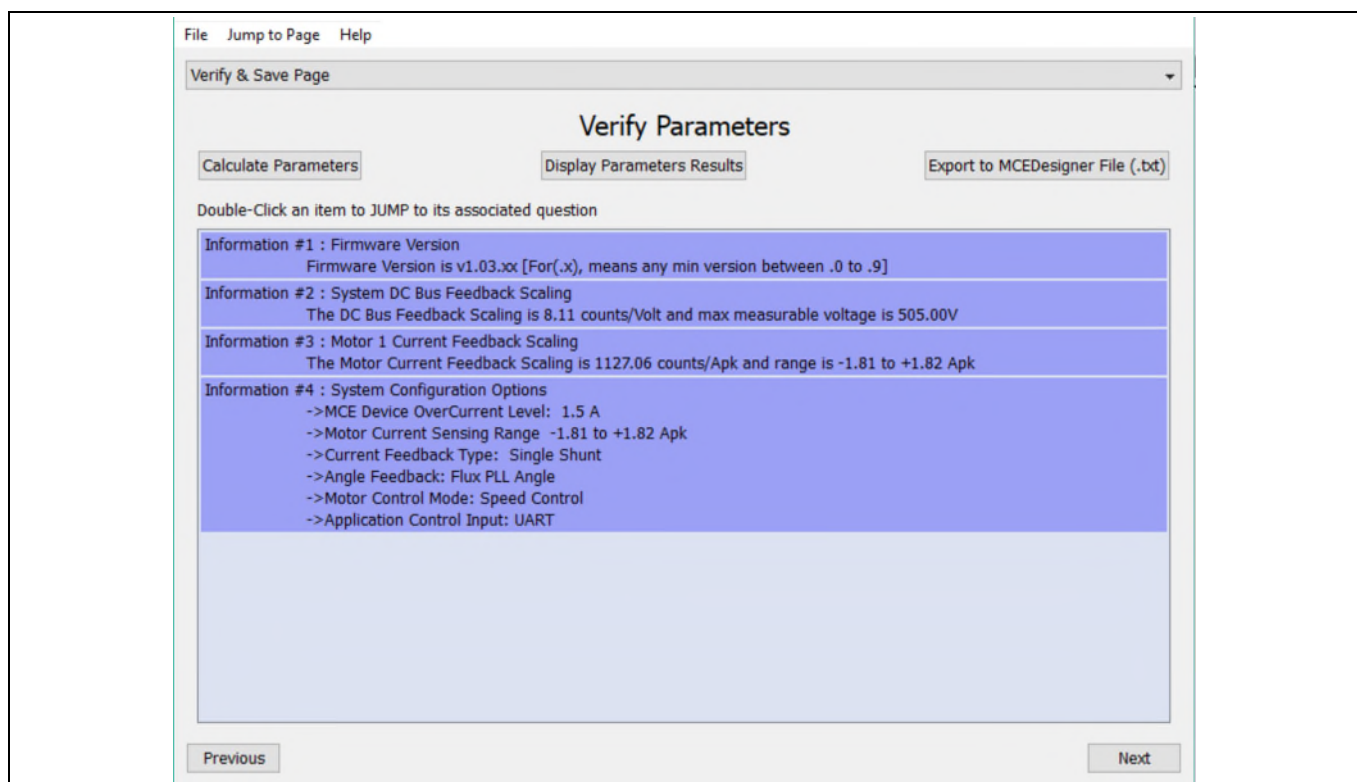 File Jump to Page Help
Verify & Save Page
Verify Parameters
Calculate Parameters Display Parameters Results Export to MCEDesigner File (.txt)
Double-Click an item to JUMP to its associated question
Information #1 : Firmware Version
Firmware Version is v1.03.xx [For(.x), means any min version between .0 to .9]
Information #2 : System DC Bus Feedback Scaling
The DC Bus Feedback Scaling is 8.11 counts/Volt and max measurable voltage is 505.00V
Information #3 : Motor 1 Current Feedback Scaling
The Motor Current Feedback Scaling is 1127.06 counts/Apk and range is -1.81 to +1.82 Apk
Information #4 : System Configuration Options
->MCE Device OverCurrent Level: 1.5 A
->Motor Current Sensing Range -1.81 to +1.82 Apk
->Current Feedback Type: Single Shunt
->Angle Feedback: Flux PLL Angle
->Motor Control Mode: Speed Control
->Application Control Input: UART
Previous Next